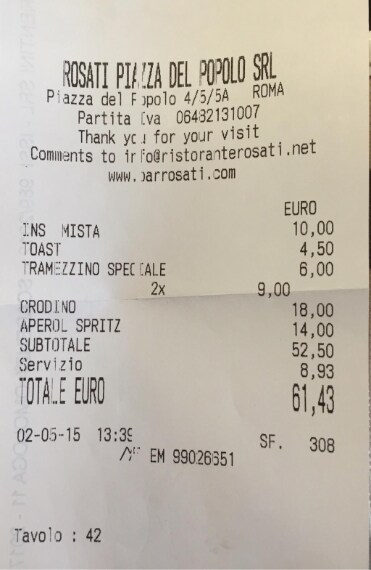 ROSATI PIAZZA DEL POPOLO SRL
Piazza del Popolo 4/5/5A ROMA
Partita Iva 06482131007
Thank you for your visit
Comments to info@ristoranterosati.net
www.barrosati.com
EURO
INS MISTA 10,00
TOAST 4,50
TRAMEZZINO SPECIALE 6,00
2x 9,00
CRODINO 18,00
APEROL SPRITZ 14,00
SUBTOTALE 52,50
Servizio 8,93
TOTALE EURO 61,43
02-05-15 13:39 SF. 308
EM 99026651
Tavolo : 42